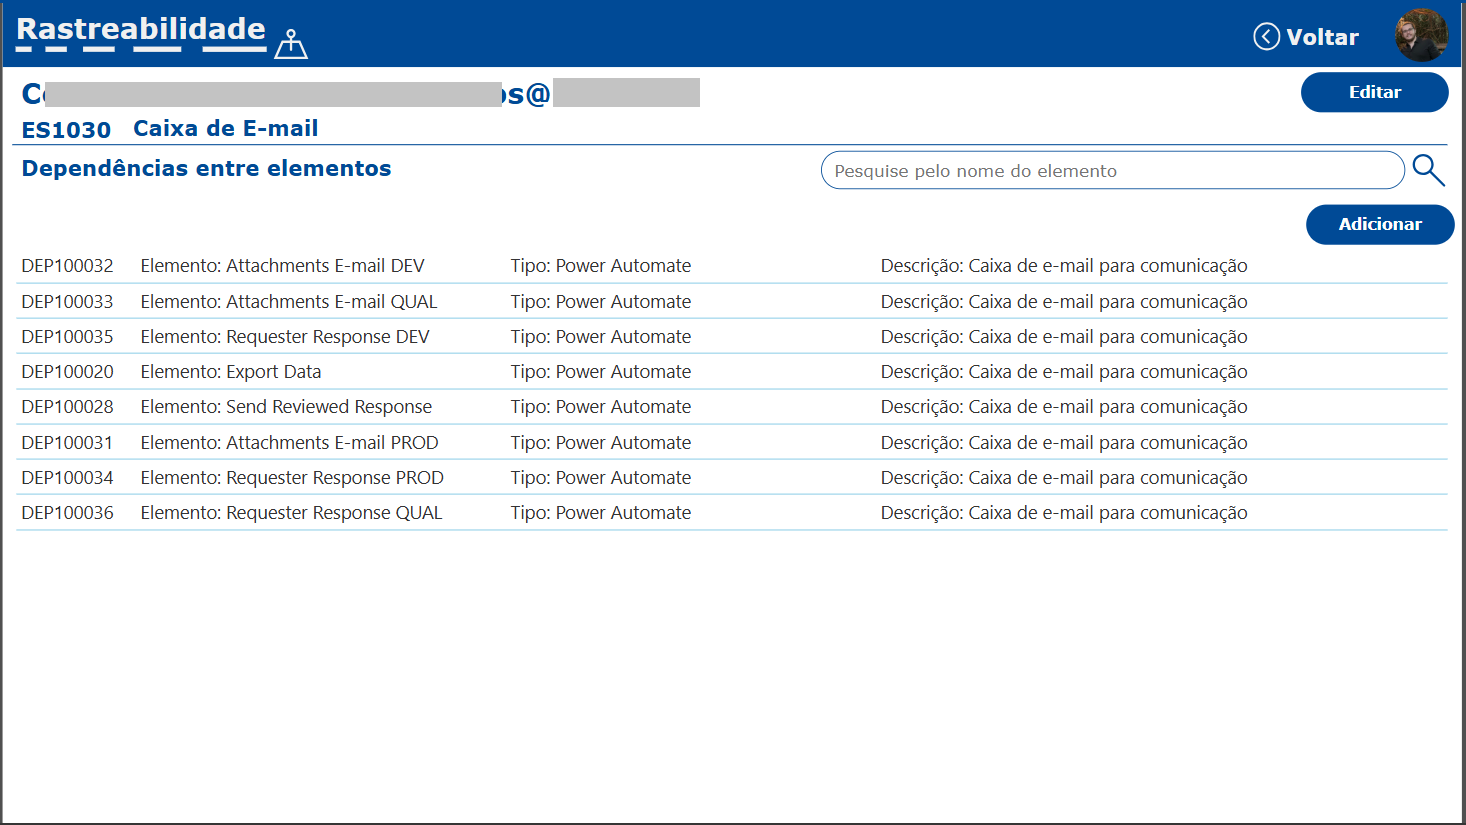 Rastreabilidade
Voltar
os@
Editar
ES1030 Caixa de E-mail
Dependências entre elementos
Pesquise pelo nome do elemento
Adicionar
DEP100032 Elemento: Attachments E-mail DEV Tipo: Power Automate Descrição: Caixa de e-mail para comunicação
DEP100033 Elemento: Attachments E-mail QUAL Tipo: Power Automate Descrição: Caixa de e-mail para comunicação
DEP100035 Elemento: Requester Response DEV Tipo: Power Automate Descrição: Caixa de e-mail para comunicação
DEP100020 Elemento: Export Data Tipo: Power Automate Descrição: Caixa de e-mail para comunicação
DEP100028 Elemento: Send Reviewed Response Tipo: Power Automate Descrição: Caixa de e-mail para comunicação
DEP100031 Elemento: Attachments E-mail PROD Tipo: Power Automate Descrição: Caixa de e-mail para comunicação
DEP100034 Elemento: Requester Response PROD Tipo: Power Automate Descrição: Caixa de e-mail para comunicação
DEP100036 Elemento: Requester Response QUAL Tipo: Power Automate Descrição: Caixa de e-mail para comunicação